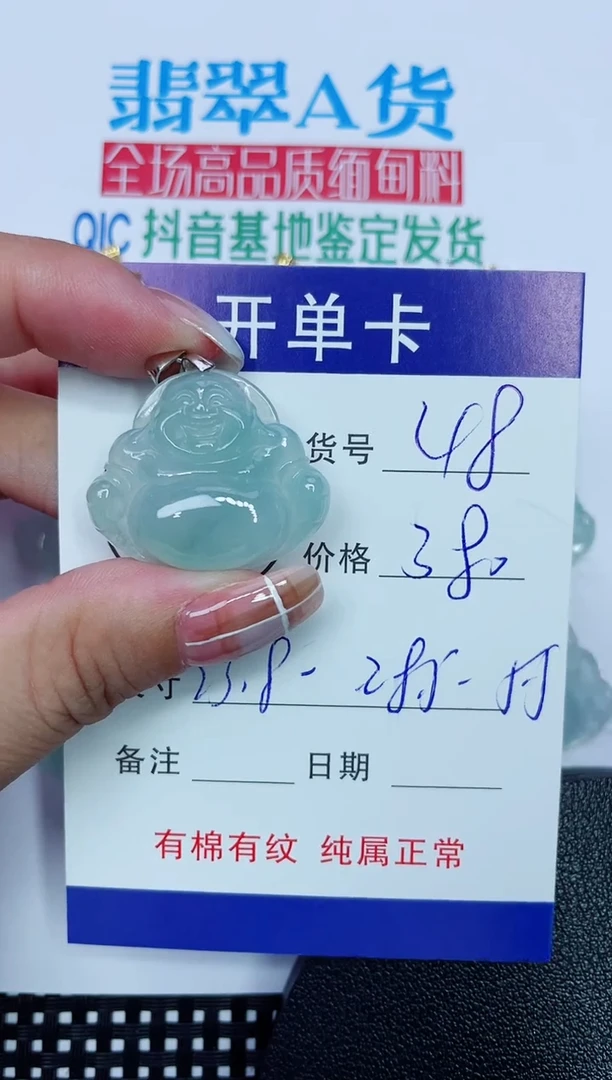 翡翠A货
全场高品质缅甸料
QIC 抖音基地鉴定发货
开单卡
货号 48
价格 380
寸
备注 日期
有棉有纹 纯属正常